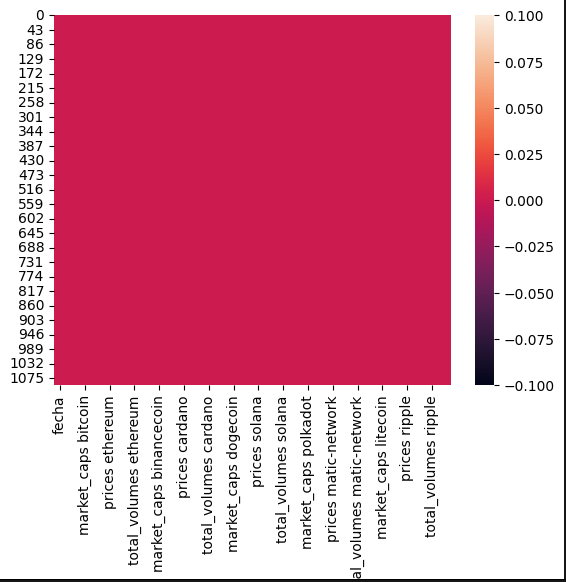 0
43
86
129
172
215
258
301
344
387
430
473
516
559
602
645
688
731
774
817
860
903
946
989
1032
1075
fecha
market_caps bitcoin
prices ethereum
total_volumes ethereum
market_caps binancecoin
prices cardano
total_volumes cardano
market_caps dogecoin
prices solana
total_volumes solana
market_caps polkadot
prices matic-network
al_volumes matic-network
market_caps litecoin
prices ripple
total_volumes ripple
0.100
0.075
0.050
0.025
0.000
−0.025
−0.050
−0.075
−0.100